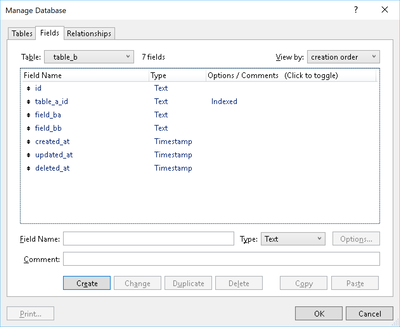 Manage Database
Tables Fields Relationships
Table: table_b 7 fields View by: creation order
Field Name Type Options / Comments (Click to toggle)
id Text
table_a_id Text Indexed
field_ba Text
field_bb Text
created_at Timestamp
updated_at Timestamp
deleted_at Timestamp
Field Name: Type: Text Options...
Comment:
Create Change Duplicate Delete Copy Paste
Print... OK Cancel